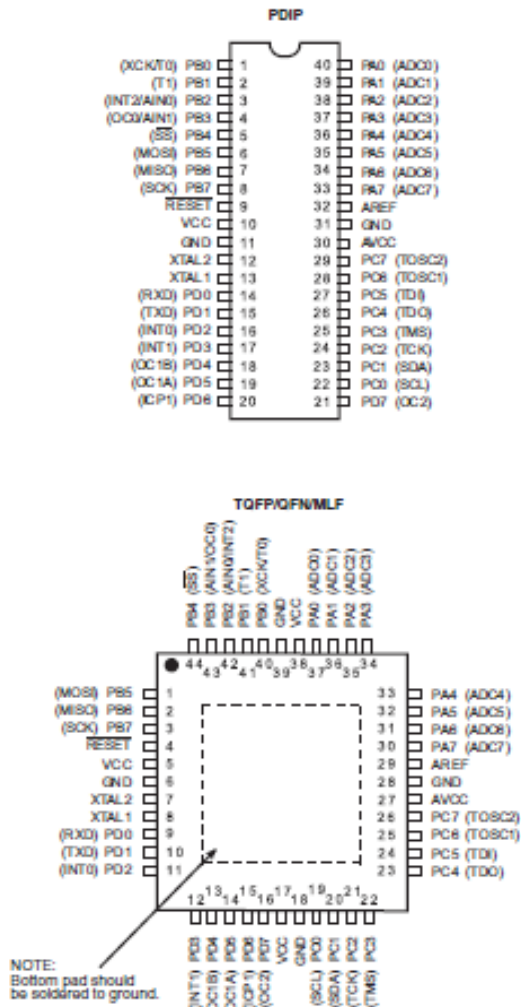 PDIP
(XCK/T0) PB0 1 40 PA0 (ADC0)
(T1) PB1 2 39 PA1 (ADC1)
(INT2/AIN0) PB2 3 38 PA2 (ADC2)
(OC0/AIN1) PB3 4 37 PA3 (ADC3)
(SS) PB4 5 36 PA4 (ADC4)
(MOSI) PB5 6 35 PA5 (ADC5)
(MISO) PB6 7 34 PA6 (ADC6)
(SCK) PB7 8 33 PA7 (ADC7)
RESET 9 32 AREF
VCC 10 31 GND
GND 11 30 AVCC
XTAL2 12 29 PC7 (TOSC2)
XTAL1 13 28 PC6 (TOSC1)
(RXD) PD0 14 27 PC5 (TDI)
(TXD) PD1 15 26 PC4 (TDO)
(INT0) PD2 16 25 PC3 (TMS)
(INT1) PD3 17 24 PC2 (TCK)
(OC1B) PD4 18 23 PC1 (SDA)
(OC1A) PD5 19 22 PC0 (SCL)
(ICP1) PD6 20 21 PD7 (OC2)
TQFP/QFN/MLF
PB4 (SS)
PB3 (AIN1/OC0)
PB2 (AIN0/INT2)
PB1 (T1)
PB0 (XCK/T0)
GND
VCC
PA0 (ADC0)
PA1 (ADC1)
PA2 (ADC2)
PA3 (ADC3)
44 43 42 41 40 39 38 37 36 35 34
(MOSI) PB5 1 33 PA4 (ADC4)
(MISO) PB6 2 32 PA5 (ADC5)
(SCK) PB7 3 31 PA6 (ADC6)
RESET 4 30 PA7 (ADC7)
VCC 5 29 AREF
GND 6 28 GND
XTAL2 7 27 AVCC
XTAL1 8 26 PC7 (TOSC2)
(RXD) PD0 9 25 PC6 (TOSC1)
(TXD) PD1 10 24 PC5 (TDI)
(INT0) PD2 11 23 PC4 (TDO)
12 13 14 15 16 17 18 19 20 21 22
(INT1) PD3
(OC1B) PD4
(OC1A) PD5
(ICP1) PD6
(OC2) PD7
VCC
GND
(SCL) PC0
(SDA) PC1
(TCK) PC2
(TMS) PC3
NOTE:
Bottom pad should
be soldered to ground.